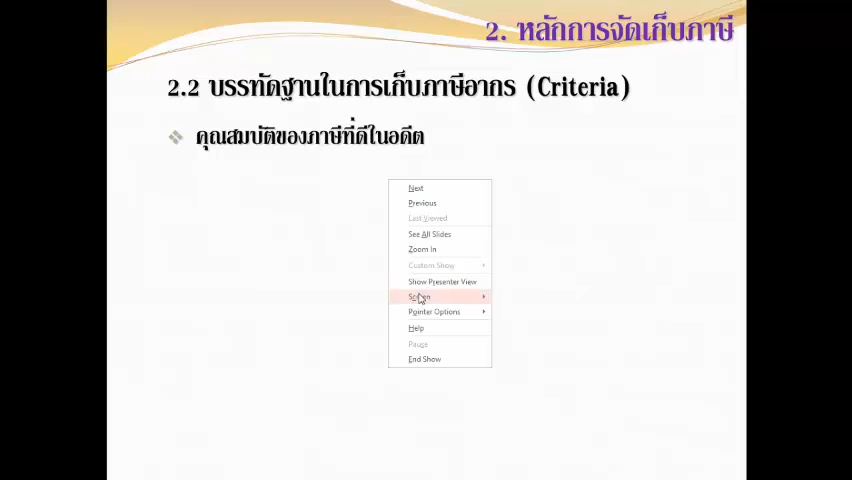 2. หลักการจัดเก็บภาษี
2.2 บรรทัดฐานในการเก็บภาษีอากร (Criteria)
คุณสมบัติของภาษีที่ดีในอดีต
Next
Previous
Last Viewed
See All Slides
Zoom In
Custom Show
Show Presenter View
Screen
Pointer Options
Help
Pause
End Show